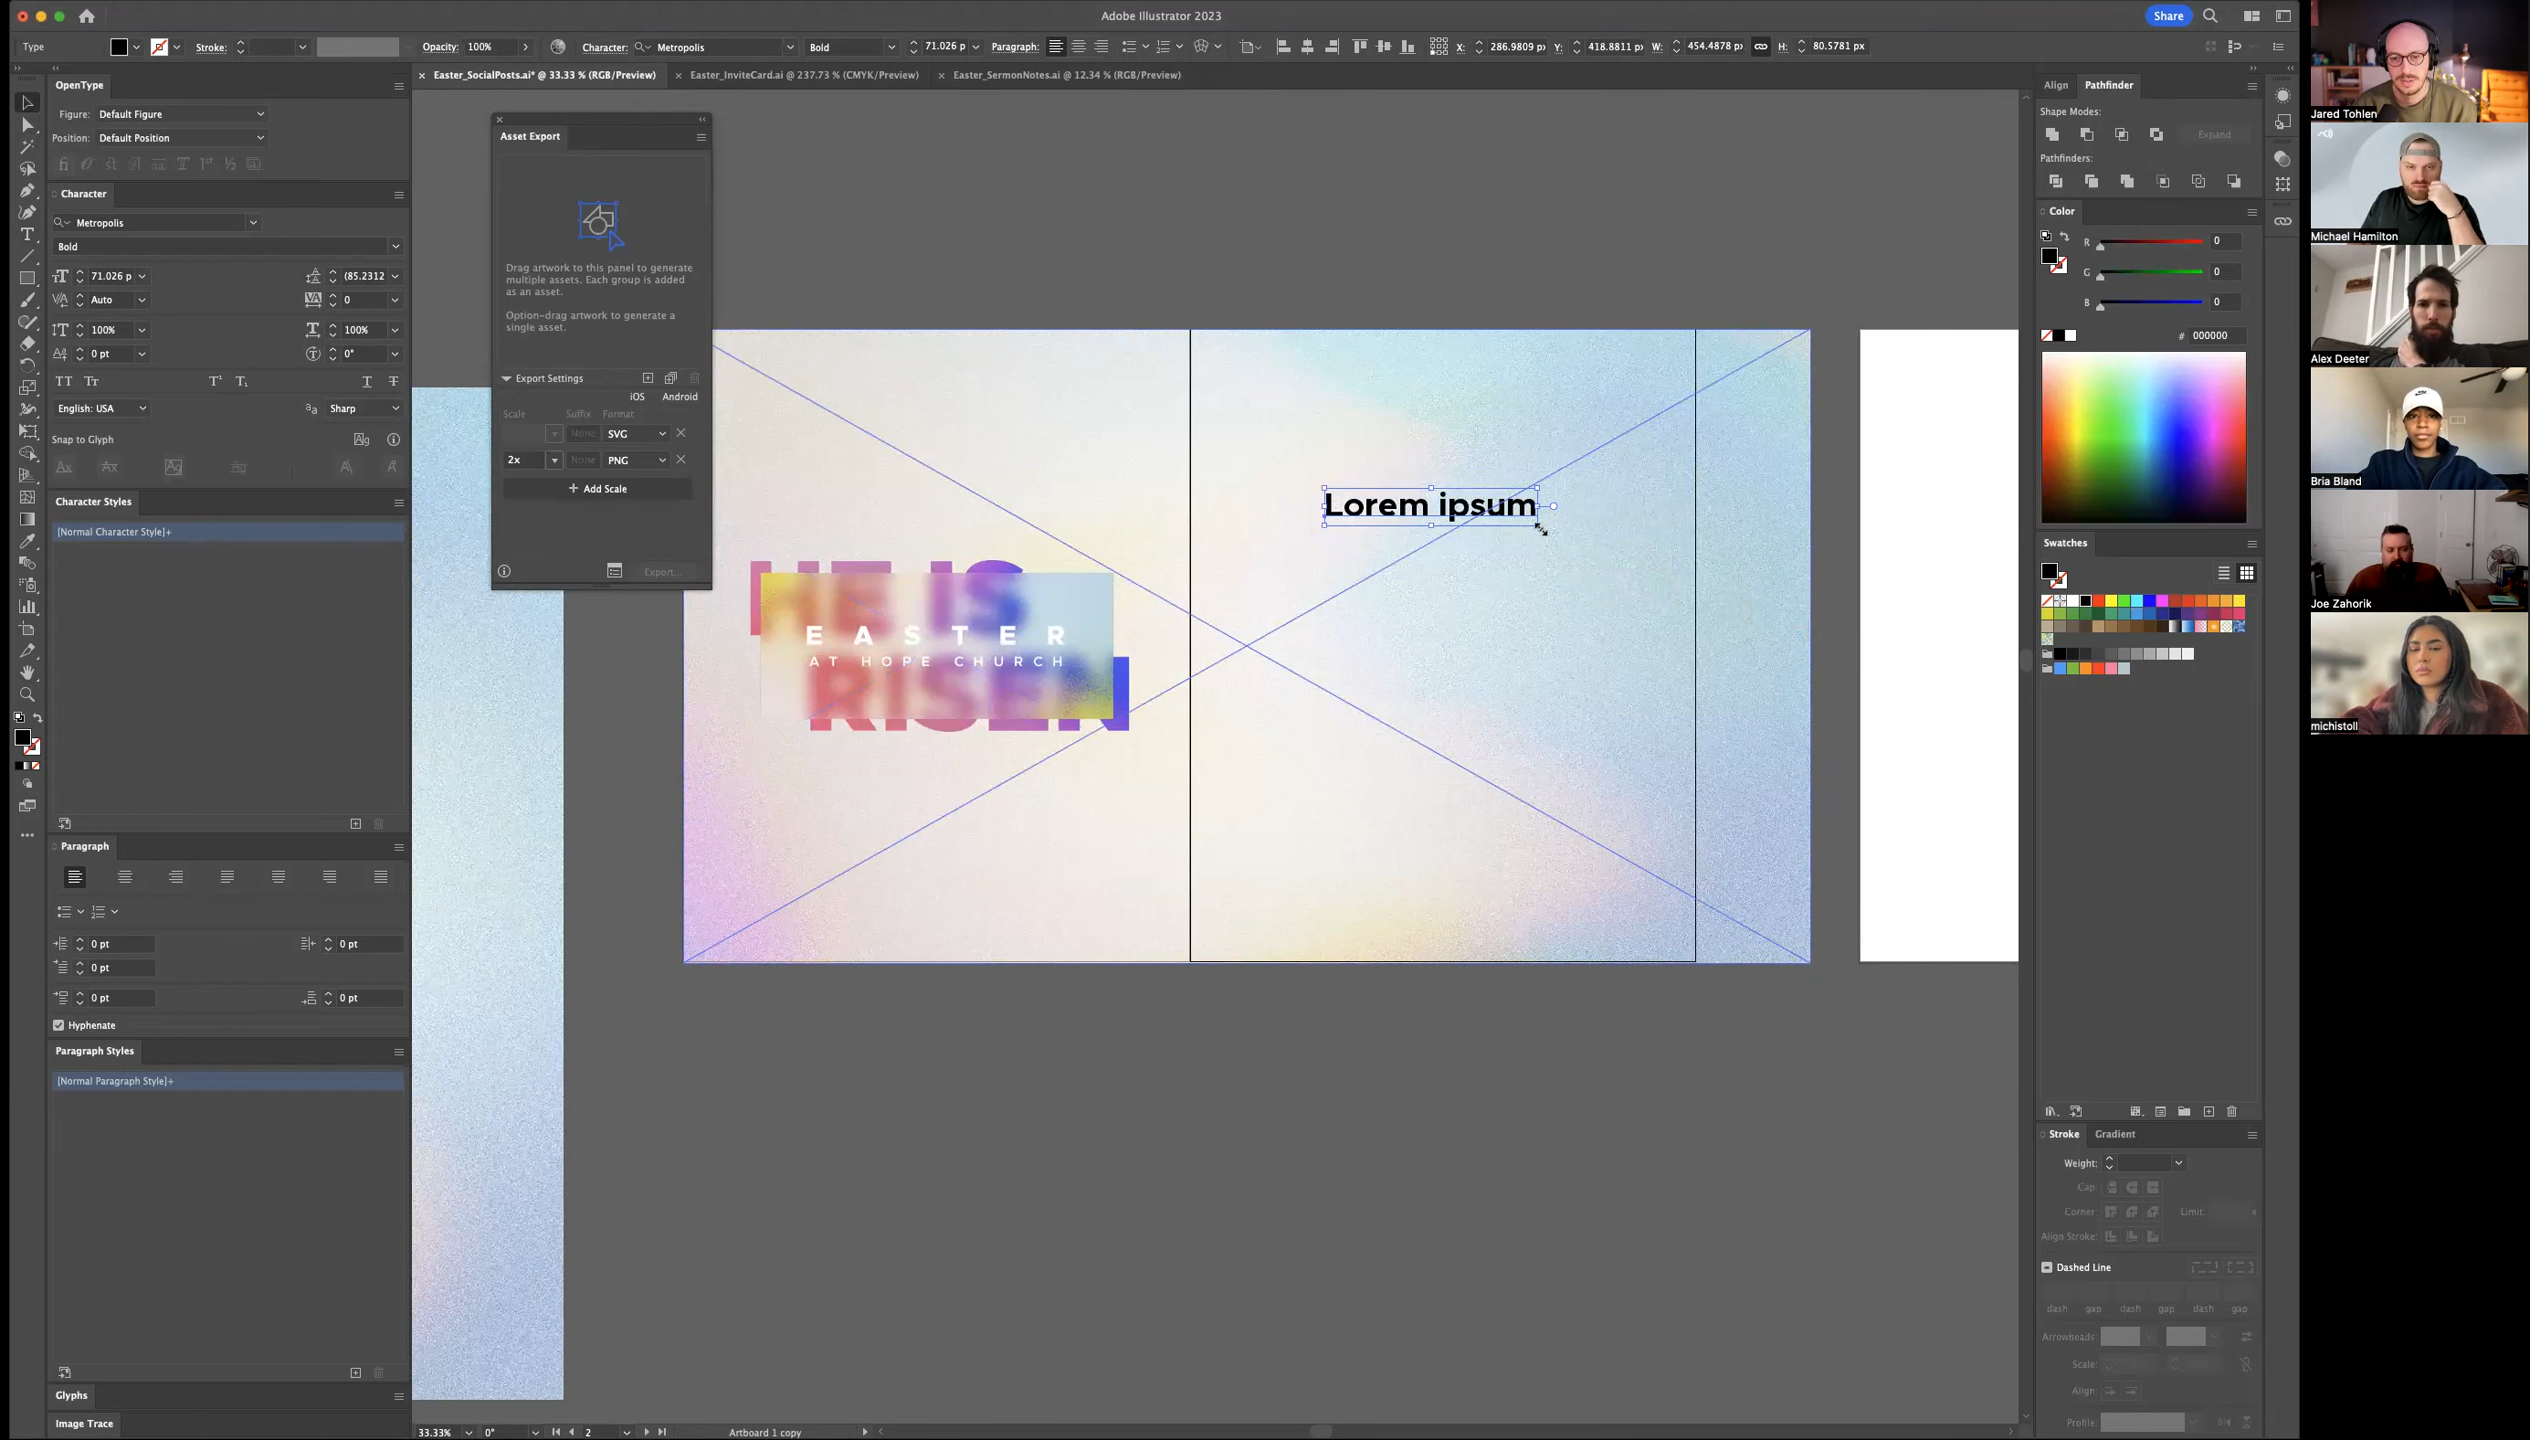 Adobe Illustrator 2023
Share
Type
Stroke:
Opacity: 100%
Character: Metropolis
Bold
71.026 p
Paragraph:
X: 286.9809 px
Y: 418.8811 px
W: 454.4878 px
H: 80.5781 px
Easter_SocialPosts.ai* @ 33.33 % (RGB/Preview)
Easter_InviteCard.ai @ 237.73 % (CMYK/Preview)
Easter_SermonNotes.ai @ 12.34 % (RGB/Preview)
OpenType
Figure: Default Figure
Position: Default Position
Character
Metropolis
Bold
71.026 p
(85.2312
Auto
0
100%
100%
0 pt
0°
English: USA
Sharp
Snap to Glyph
Character Styles
[Normal Character Style]+
Paragraph
0 pt
0 pt
0 pt
0 pt
0 pt
Hyphenate
Paragraph Styles
[Normal Paragraph Style]+
Glyphs
Image Trace
Asset Export
Drag artwork to this panel to generate
multiple assets. Each group is added
as an asset.
Option-drag artwork to generate a
single asset.
Export Settings
iOS
Android
Scale
Suffix
Format
None
SVG
2x
None
PNG
+ Add Scale
Export...
HE IS
EASTER
AT HOPE CHURCH
RISEN
Lorem ipsum
33.33%
0°
2
Artboard 1 copy
Align
Pathfinder
Shape Modes:
Expand
Pathfinders:
Color
R 0
G 0
B 0
# 000000
Swatches
Stroke
Gradient
Weight:
Cap:
Corner:
Limit:
x
Align Stroke:
Dashed Line
dash
gap
dash
gap
dash
gap
Arrowheads:
Scale:
Align:
Profile:
Jared Tohlen
Michael Hamilton
Alex Deeter
Bria Bland
Joe Zahorik
michistoll